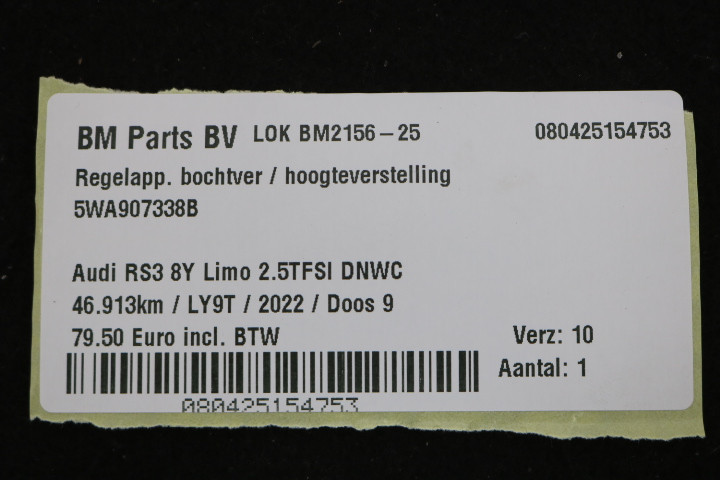 BM Parts BV LOK BM2156-25 080425154753
Regelapp. bochtver / hoogteverstelling
5WA907338B
Audi RS3 8Y Limo 2.5TFSI DNWC
46.913km / LY9T / 2022 / Doos 9
79.50 Euro incl. BTW Verz: 10
Aantal: 1
080425154753